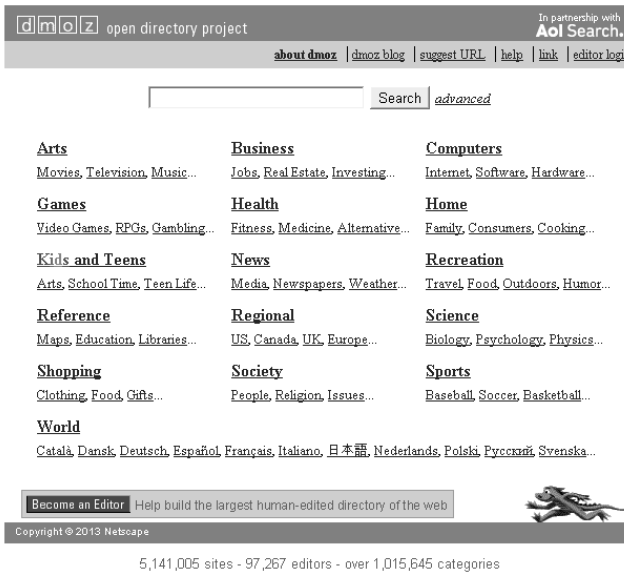 dmoz open directory project
In partnership with
Aol Search.
about dmoz | dmoz blog | suggest URL | help | link | editor logi
Search advanced
Arts Business Computers
Movies, Television, Music... Jobs, Real Estate, Investing... Internet, Software, Hardware...
Games Health Home
Video Games, RPGs, Gambling... Fitness, Medicine, Alternative... Family, Consumers, Cooking...
Kids and Teens News Recreation
Arts, School Time, Teen Life... Media, Newspapers, Weather... Travel, Food, Outdoors, Humor...
Reference Regional Science
Maps, Education, Libraries... US, Canada, UK, Europe... Biology, Psychology, Physics...
Shopping Society Sports
Clothing, Food, Gifts... People, Religion, Issues... Baseball, Soccer, Basketball...
World
Català, Dansk, Deutsch, Español, Français, Italiano, 日本語, Nederlands, Polski, Русский, Svenska...
Become an Editor Help build the largest human-edited directory of the web
Copyright © 2013 Netscape
5,141,005 sites - 97,267 editors - over 1,015,645 categories